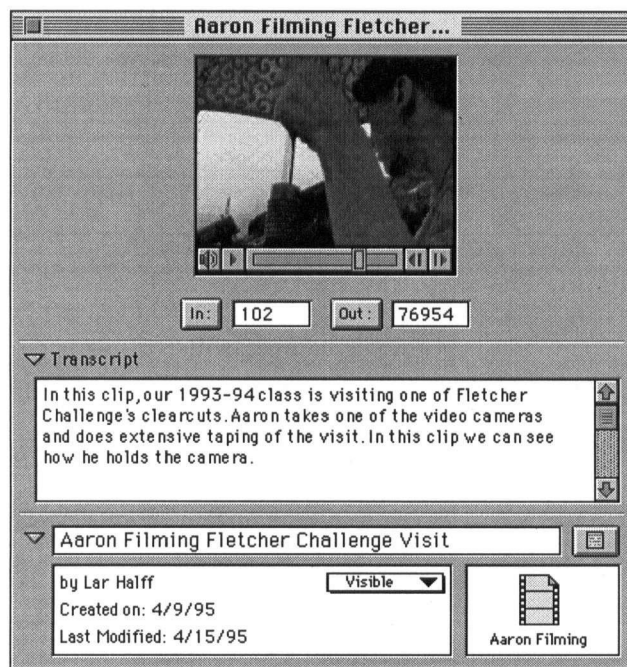 Aaron Filming Fletcher...
In: 102 Out: 76954
Transcript
In this clip, our 1993-94 class is visiting one of Fletcher
Challenge's clearcuts. Aaron takes one of the video cameras
and does extensive taping of the visit. In this clip we can see
how he holds the camera.
Aaron Filming Fletcher Challenge Visit
by Lar Halff Visible
Created on: 4/9/95
Last Modified: 4/15/95
Aaron Filming